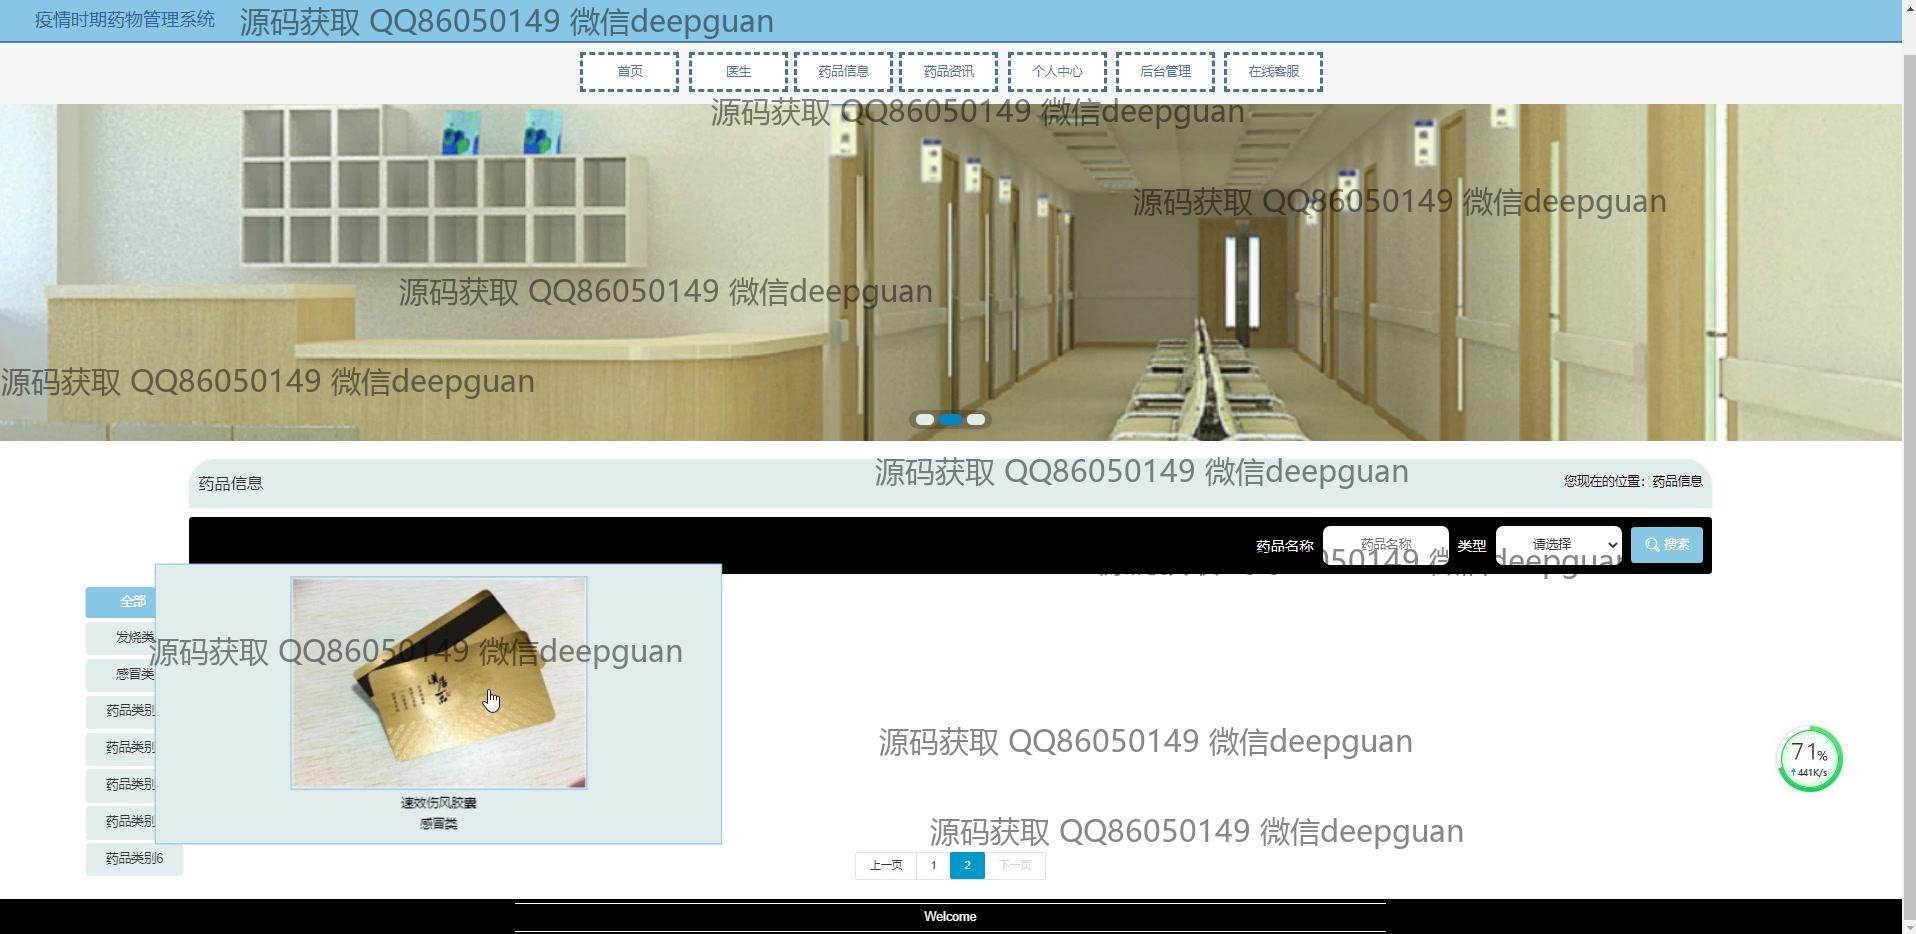 疫情时期药物管理系统
源码获取 QQ86050149 微信deepguan
首页 医生 药品信息 药品资讯 个人中心 后台管理 在线客服
源码获取 QQ86050149 微信deepguan
源码获取 QQ86050149 微信deepguan
源码获取 QQ86050149 微信deepguan
源码获取 QQ86050149 微信deepguan
源码获取 QQ86050149 微信deepguan
药品信息
您现在的位置：药品信息
药品名称 药品名称 类型 请选择 搜索
全部
发烧类
感冒类
药品类别
药品类别
药品类别
药品类别
药品类别6
源码获取 QQ86050149 微信deepguan
速效伤风胶囊
感冒类
源码获取 QQ86050149 微信deepguan
71%
↑441K/s
源码获取 QQ86050149 微信deepguan
上一页 1 2 下一页
Welcome